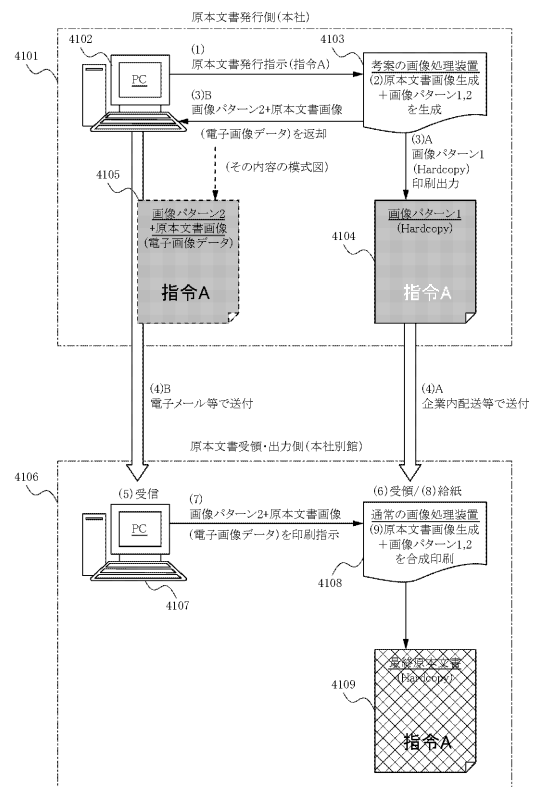 原本文書発行側(本社)
4101
4102
PC
(1)
原本文書発行指示(指令A)
4103
考案の画像処理装置
(2)原本文書画像生成
+画像パターン1,2
を生成
(3)B
画像パターン2+原本文書画像
(電子画像データ)を返却
(その内容の模式図)
(3)A
画像パターン1
(Hardcopy)
印刷出力
4105
画像パターン2
+原本文書画像
(電子画像データ)
指令A
画像パターン1
(Hardcopy)
4104
指令A
(4)B
電子メール等で送付
(4)A
企業内配送等で送付
原本文書受領・出力側(本社別館)
4106
(5)受信
PC
4107
(7)
画像パターン2+原本文書画像
(電子画像データ)を印刷指示
(6)受領/(8)給紙
通常の画像処理装置
(9)原本文書画像生成
+画像パターン1,2
を合成印刷
4108
最終原本文書
(Hardcopy)
4109
指令A